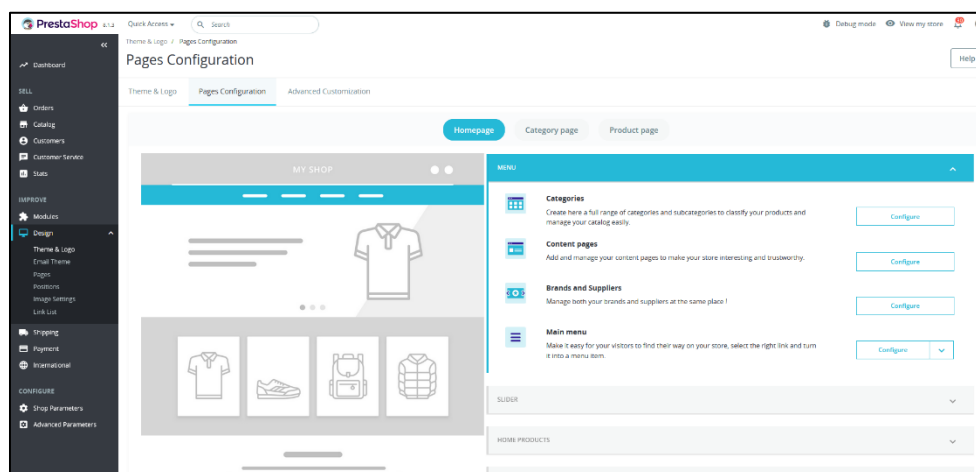 PrestaShop
Quick Access
Search
Debug mode
View my store
Theme & Logo / Pages Configuration
Pages Configuration
Help
Theme & Logo
Pages Configuration
Advanced Customization
Dashboard
SELL
Orders
Catalog
Customers
Customer Service
Stats
IMPROVE
Modules
Design
Theme & Logo
Email Theme
Pages
Positions
Image Settings
Link List
Shipping
Payment
International
CONFIGURE
Shop Parameters
Advanced Parameters
Homepage
Category page
Product page
MY SHOP
MENU
Categories
Create here a full range of categories and subcategories to classify your products and
manage your catalog easily.
Configure
Content pages
Add and manage your content pages to make your store interesting and trustworthy.
Configure
Brands and Suppliers
Manage both your brands and suppliers at the same place !
Configure
Main menu
Make it easy for your visitors to find their way on your store, select the right link and turn
it into a menu item.
Configure
SLIDER
HOME PRODUCTS